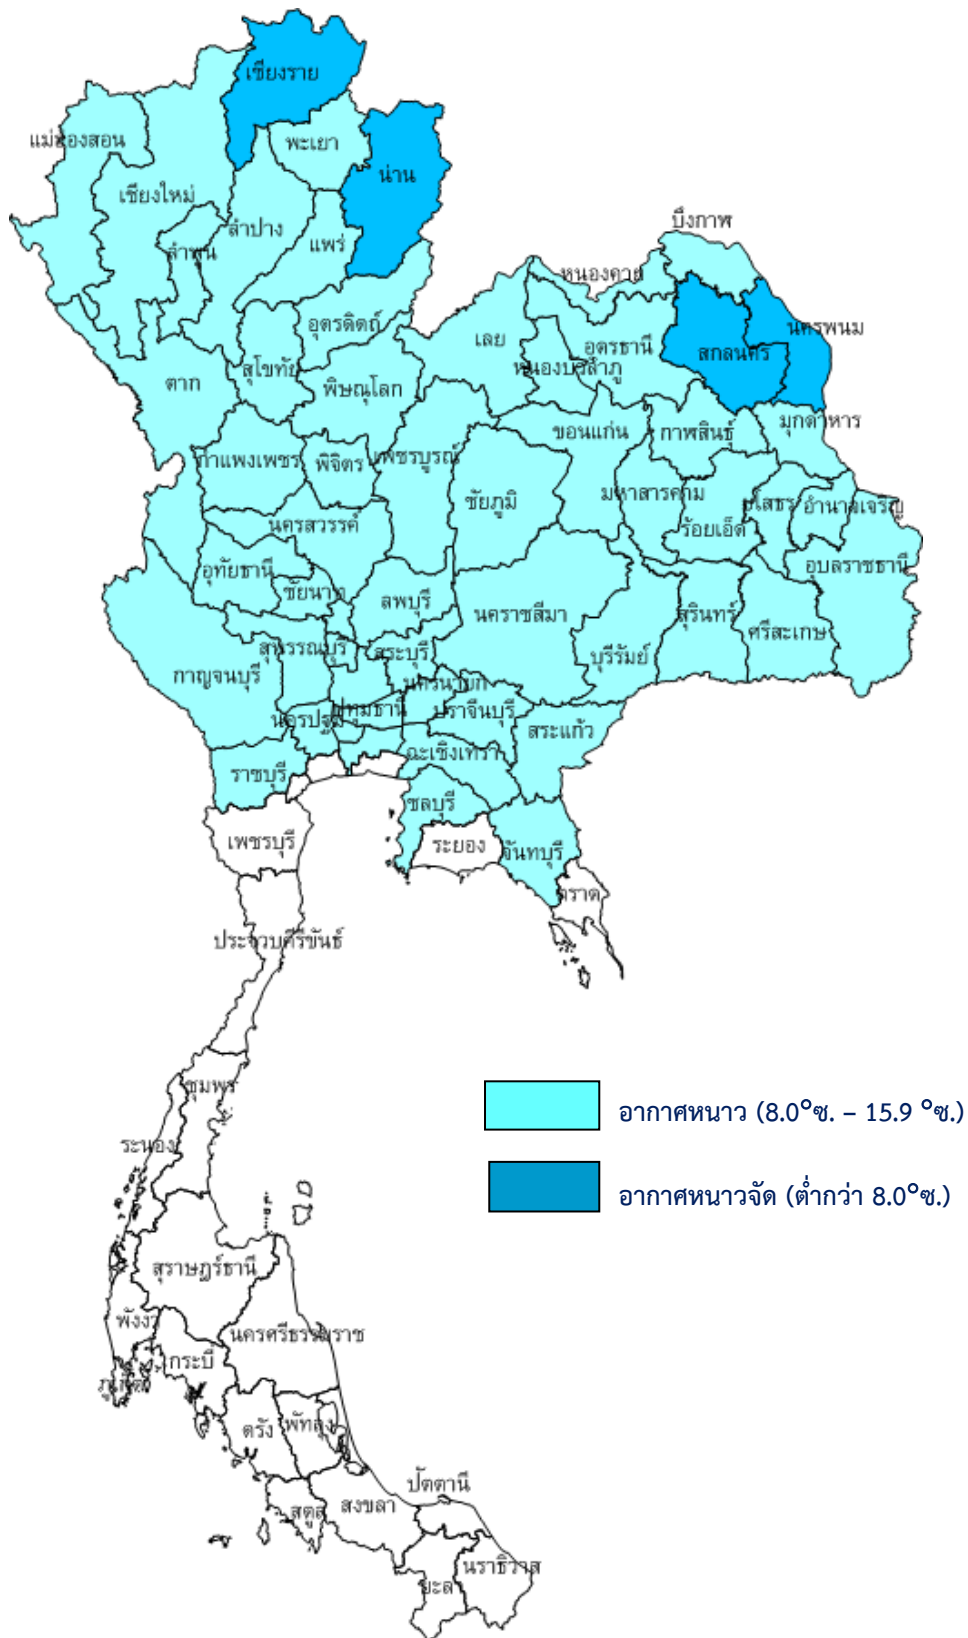 เชียงราย
แม่ฮ่องสอน
พะเยา
น่าน
เชียงใหม่
ลำปาง
แพร่
ลำพูน
บึงกาฬ
หนองคาย
อุตรดิตถ์
เลย
อุดรธานี
นครพนม
สกลนคร
สุโขทัย
หนองบัวลำภู
ตาก
พิษณุโลก
มุกดาหาร
ขอนแก่น
กาฬสินธุ์
กำแพงเพชร
พิจิตร
เพชรบูรณ์
ชัยภูมิ
มหาสารคาม
ยโสธร
อำนาจเจริญ
ร้อยเอ็ด
นครสวรรค์
อุทัยธานี
อุบลราชธานี
ชัยนาท
ลพบุรี
นครราชสีมา
สุรินทร์
ศรีสะเกษ
สุพรรณบุรี
สระบุรี
บุรีรัมย์
กาญจนบุรี
นครนายก
นครปฐม
ปทุมธานี
ปราจีนบุรี
สระแก้ว
ฉะเชิงเทรา
ราชบุรี
ชลบุรี
เพชรบุรี
ระยอง
จันทบุรี
ตราด
ประจวบคีรีขันธ์
ชุมพร
อากาศหนาว (8.0°ซ. – 15.9 °ซ.)
ระนอง
อากาศหนาวจัด (ต่ำกว่า 8.0°ซ.)
สุราษฎร์ธานี
พังงา
นครศรีธรรมราช
กระบี่
ภูเก็ต
ตรัง
พัทลุง
ปัตตานี
สตูล
สงขลา
นราธิวาส
ยะลา